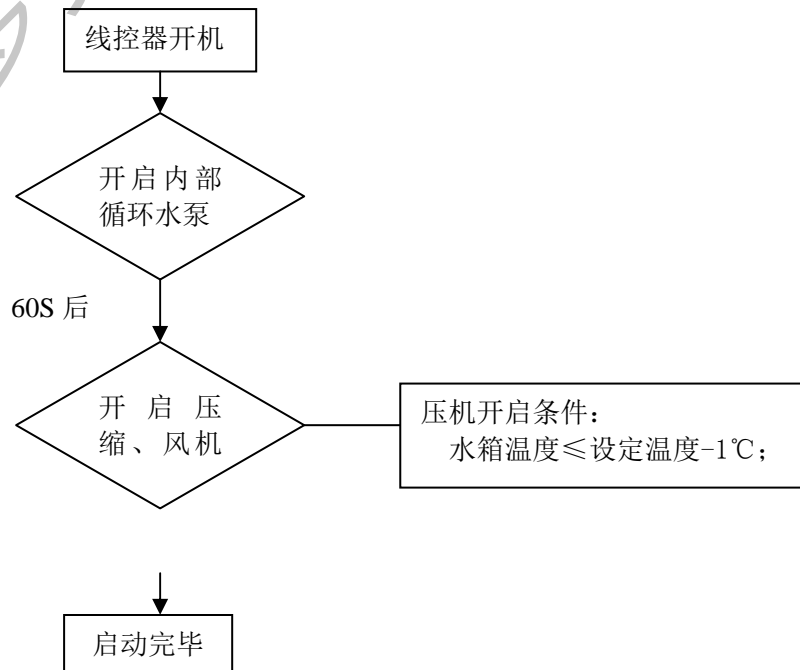 线控器开机
开启内部
循环水泵
60S 后
开启压
缩、风机
压机开启条件：
水箱温度≤设定温度-1℃；
启动完毕